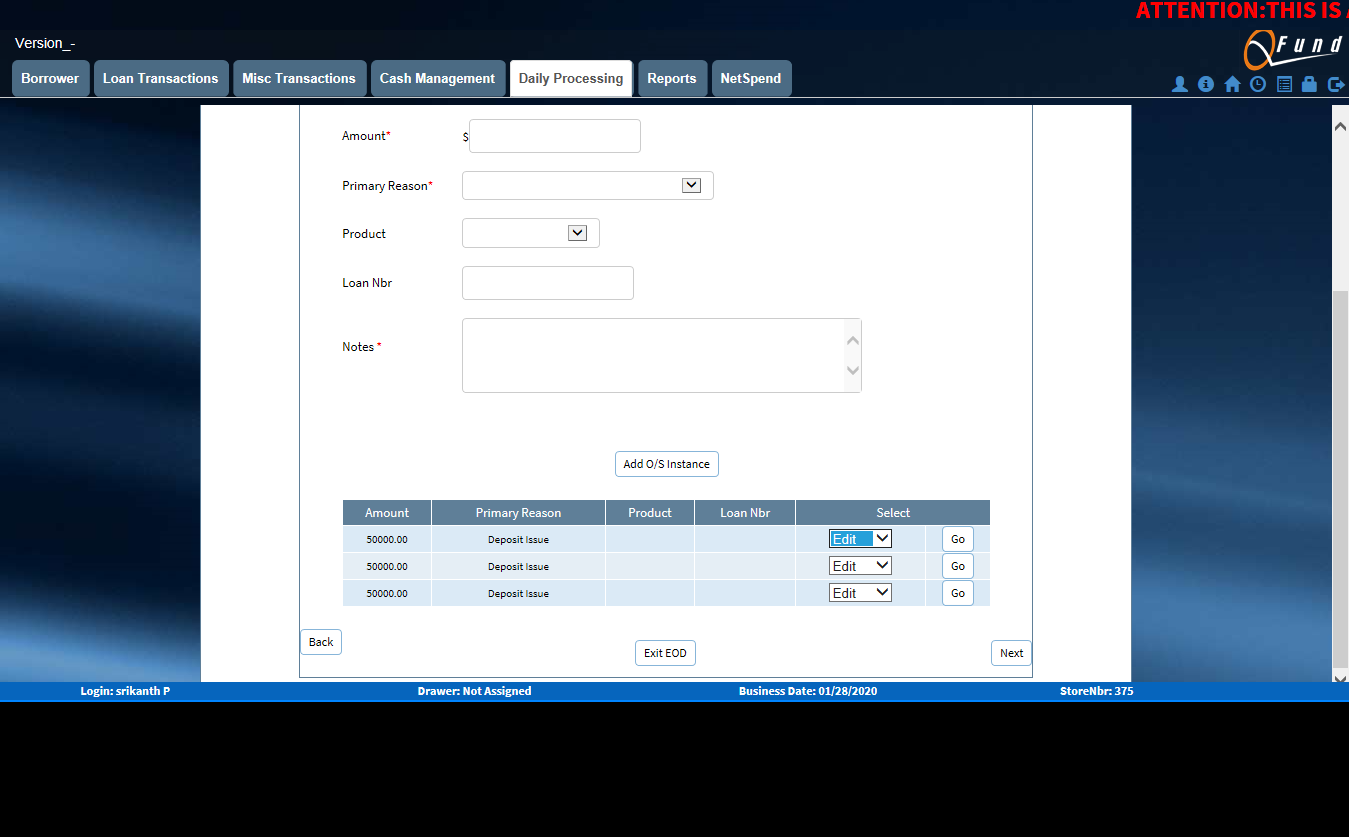 ATTENTION:THIS IS
Version_-
QFund
Borrower Loan Transactions Misc Transactions Cash Management Daily Processing Reports NetSpend
Amount* $
Primary Reason*
Product
Loan Nbr
Notes *
Add O/S Instance
Amount Primary Reason Product Loan Nbr Select
50000.00 Deposit Issue Edit Go
50000.00 Deposit Issue Edit Go
50000.00 Deposit Issue Edit Go
Back
Exit EOD Next
Login: srikanth P Drawer: Not Assigned Business Date: 01/28/2020 StoreNbr: 375